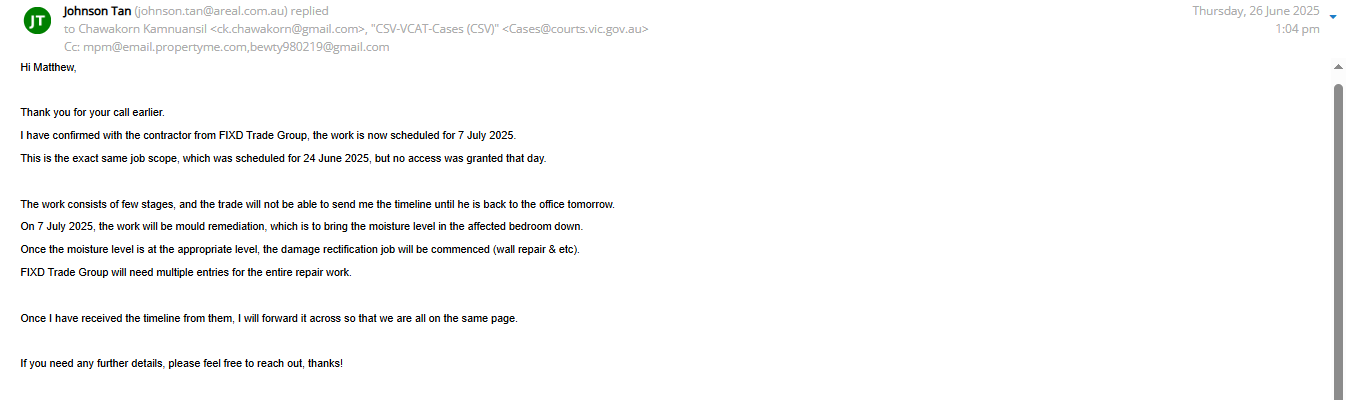 JT
Johnson Tan (johnson.tan@areal.com.au) replied
Thursday, 26 June 2025
to Chawakorn Kamnuansil <ck.chawakorn@gmail.com>, "CSV-VCAT-Cases (CSV)" <Cases@courts.vic.gov.au>
1:04 pm
Cc: mpm@email.propertyme.com,bewty980219@gmail.com
Hi Matthew,
Thank you for your call earlier.
I have confirmed with the contractor from FIXD Trade Group, the work is now scheduled for 7 July 2025.
This is the exact same job scope, which was scheduled for 24 June 2025, but no access was granted that day.
The work consists of few stages, and the trade will not be able to send me the timeline until he is back to the office tomorrow.
On 7 July 2025, the work will be mould remediation, which is to bring the moisture level in the affected bedroom down.
Once the moisture level is at the appropriate level, the damage rectification job will be commenced (wall repair & etc).
FIXD Trade Group will need multiple entries for the entire repair work.
Once I have received the timeline from them, I will forward it across so that we are all on the same page.
If you need any further details, please feel free to reach out, thanks!